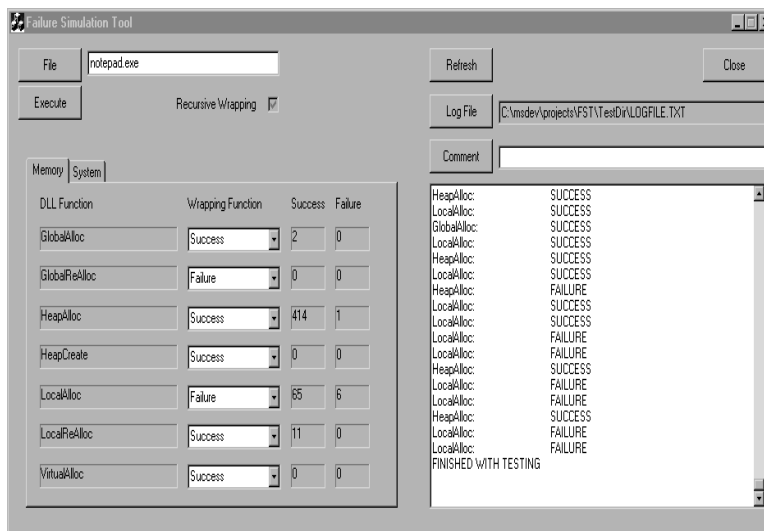 Failure Simulation Tool
File notepad.exe
Execute Recursive Wrapping
Refresh Close
Log File C:\msdev\projects\FST\TestDir\LOGFILE.TXT
Comment
Memory System
DLL Function Wrapping Function Success Failure
GlobalAlloc Success 2 0
GlobalReAlloc Failure 0 0
HeapAlloc Success 414 1
HeapCreate Success 0 0
LocalAlloc Failure 65 6
LocalReAlloc Success 11 0
VirtualAlloc Success 0 0
HeapAlloc: SUCCESS
LocalAlloc: SUCCESS
GlobalAlloc: SUCCESS
LocalAlloc: SUCCESS
HeapAlloc: SUCCESS
LocalAlloc: SUCCESS
HeapAlloc: FAILURE
LocalAlloc: SUCCESS
LocalAlloc: SUCCESS
LocalAlloc: FAILURE
LocalAlloc: FAILURE
HeapAlloc: SUCCESS
LocalAlloc: FAILURE
LocalAlloc: FAILURE
HeapAlloc: SUCCESS
LocalAlloc: FAILURE
LocalAlloc: FAILURE
FINISHED WITH TESTING